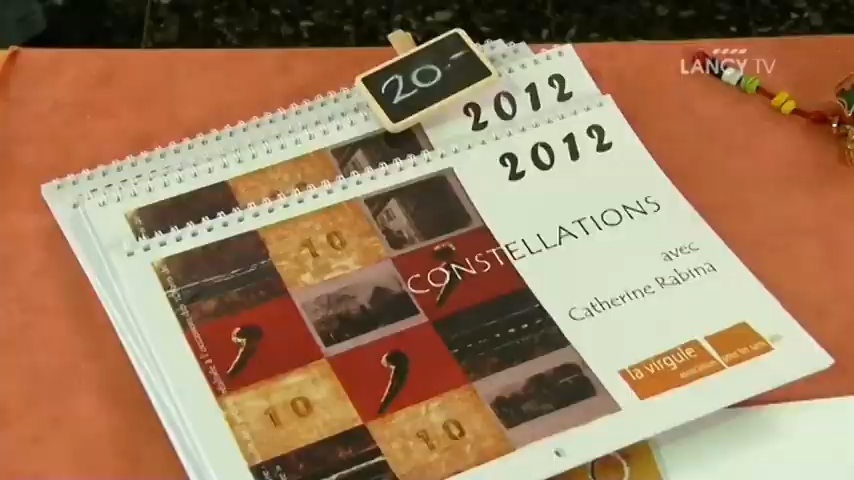 LANCY TV
20.-
2012
2012
CONSTELLATIONS
avec
Catherine Rabina
la virgule
10
10
10
10